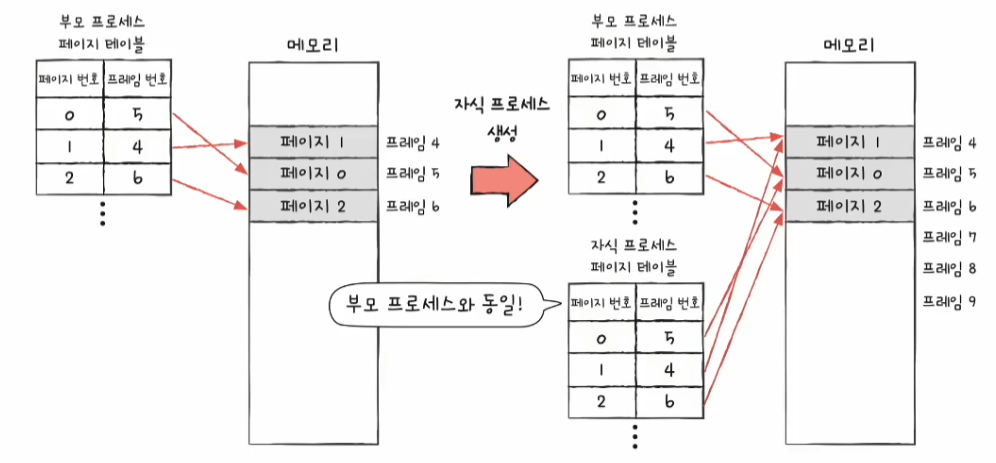 부모 프로세스
페이지 테이블
페이지 번호 프레임 번호
0 5
1 4
2 6
메모리
페이지 1 프레임 4
페이지 0 프레임 5
페이지 2 프레임 6
자식 프로세스
생성
부모 프로세스
페이지 테이블
페이지 번호 프레임 번호
0 5
1 4
2 6
메모리
페이지 1 프레임 4
페이지 0 프레임 5
페이지 2 프레임 6
프레임 7
프레임 8
프레임 9
자식 프로세스
페이지 테이블
부모 프로세스와 동일!
페이지 번호 프레임 번호
0 5
1 4
2 6